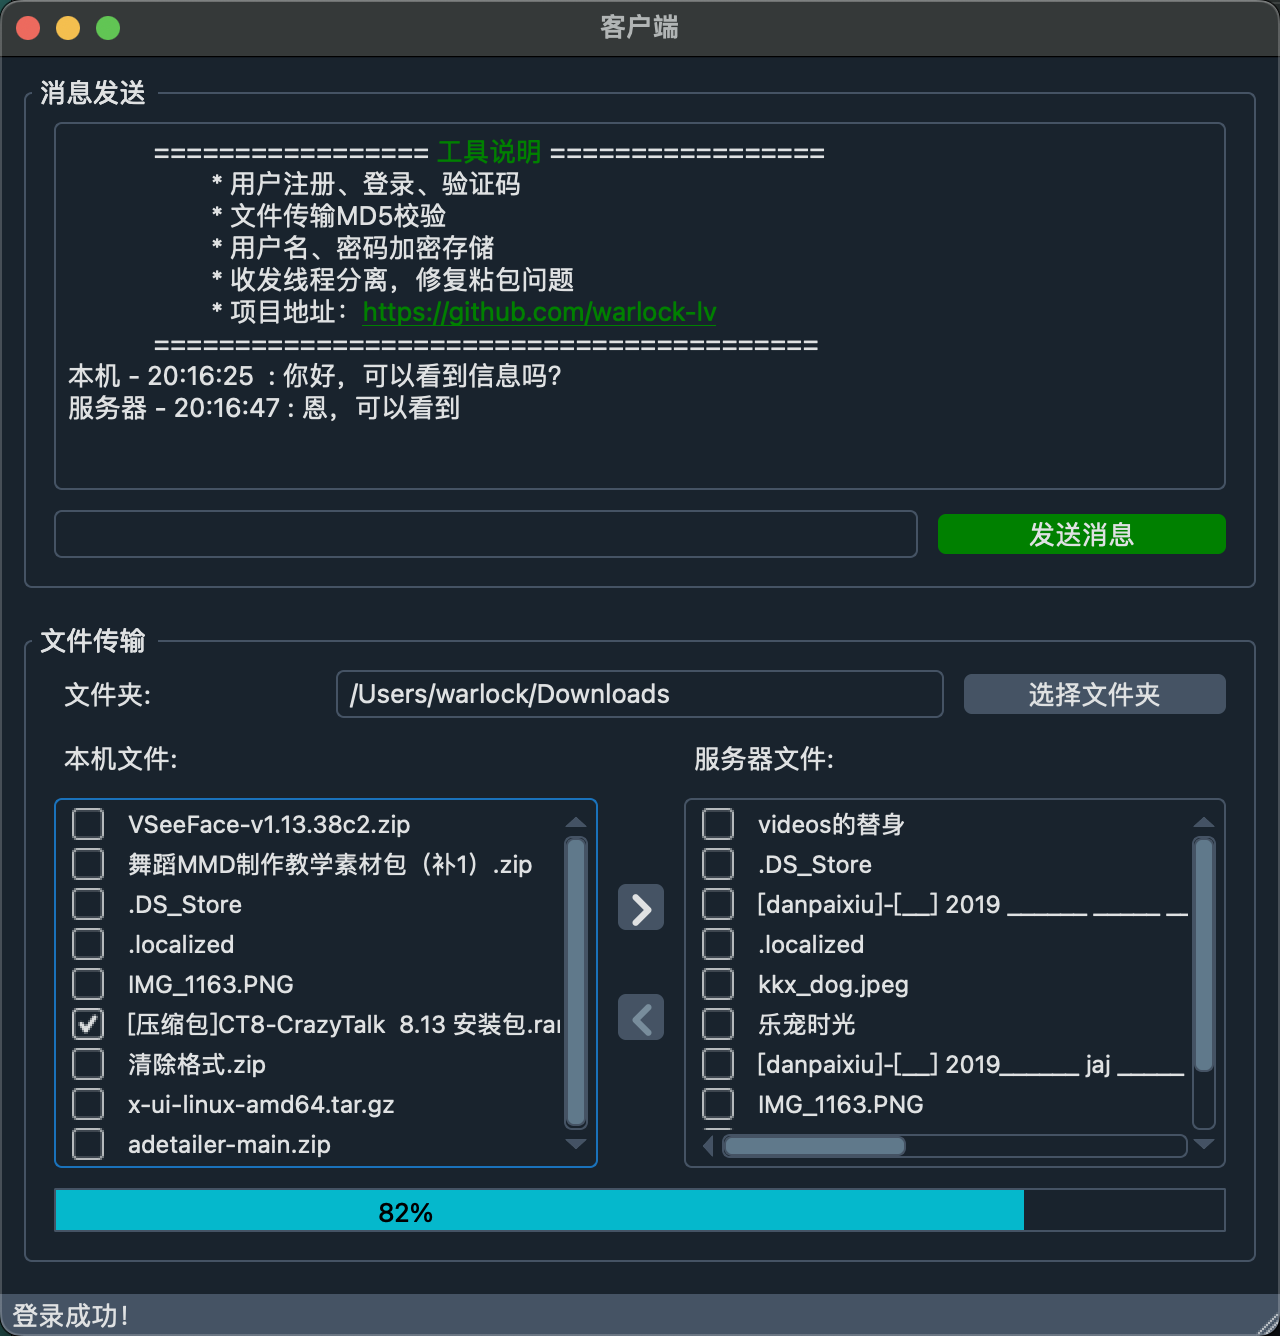 客户端
消息发送
================= 工具说明 =================
* 用户注册、登录、验证码
* 文件传输MD5校验
* 用户名、密码加密存储
* 收发线程分离，修复粘包问题
* 项目地址：https://github.com/warlock-lv
=========================================
本机 - 20:16:25  : 你好，可以看到信息吗?
服务器 - 20:16:47 : 恩，可以看到
发送消息
文件传输
文件夹:
/Users/warlock/Downloads
选择文件夹
本机文件:
VSeeFace-v1.13.38c2.zip
舞蹈MMD制作教学素材包（补1）.zip
.DS_Store
.localized
IMG_1163.PNG
[压缩包]CT8-CrazyTalk  8.13 安装包.rar
清除格式.zip
x-ui-linux-amd64.tar.gz
adetailer-main.zip
服务器文件:
videos的替身
.DS_Store
[danpaixiu]-[__] 2019 ______ _____ __
.localized
kkx_dog.jpeg
乐宠时光
[danpaixiu]-[__] 2019______ jaj _____
IMG_1163.PNG
82%
登录成功！